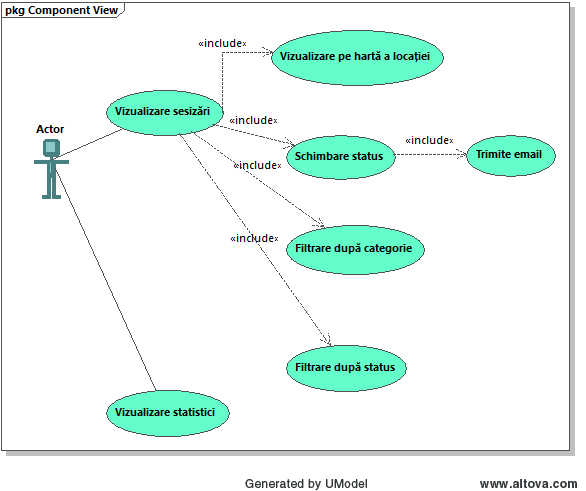 pkg Component View
«include»
Vizualizare pe hartă a locației
Vizualizare sesizări
«include»
Actor
«include»
Schimbare status
Trimite email
«include»
Filtrare după categorie
«include»
Filtrare după status
Vizualizare statistici
Generated by UModel
www.altova.com